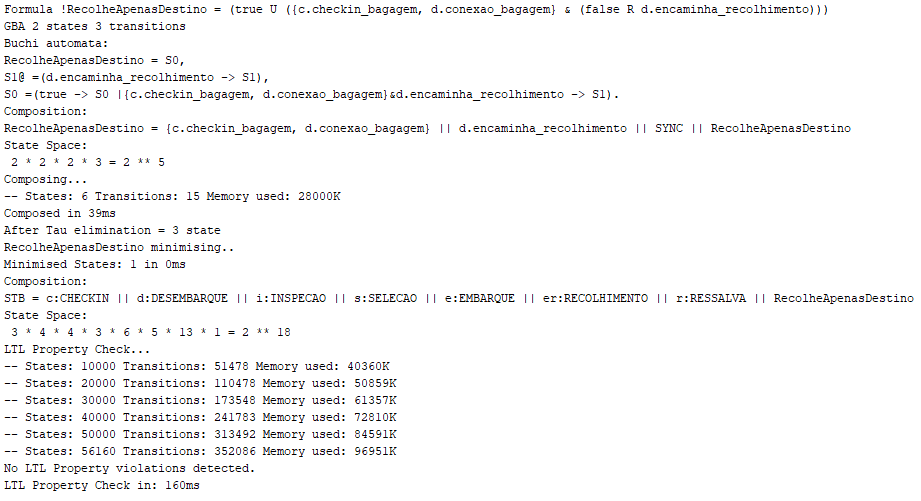 Formula !RecolheApenasDestino = (true U ({c.checkin_bagagem, d.conexao_bagagem} & (false R d.encaminha_recolhimento)))
GBA 2 states 3 transitions
Buchi automata:
RecolheApenasDestino = S0,
S1@ =(d.encaminha_recolhimento -> S1),
S0 =(true -> S0 |{c.checkin_bagagem, d.conexao_bagagem}&d.encaminha_recolhimento -> S1).
Composition:
RecolheApenasDestino = {c.checkin_bagagem, d.conexao_bagagem} || d.encaminha_recolhimento || SYNC || RecolheApenasDestino
State Space:
 2 * 2 * 2 * 3 = 2 ** 5
Composing...
-- States: 6 Transitions: 15 Memory used: 28000K
Composed in 39ms
After Tau elimination = 3 state
RecolheApenasDestino minimising..
Minimised States: 1 in 0ms
Composition:
STB = c:CHECKIN || d:DESEMBARQUE || i:INSPECAO || s:SELECAO || e:EMBARQUE || er:RECOLHIMENTO || r:RESSALVA || RecolheApenasDestino
State Space:
 3 * 4 * 4 * 3 * 6 * 5 * 13 * 1 = 2 ** 18
LTL Property Check...
-- States: 10000 Transitions: 51478 Memory used: 40360K
-- States: 20000 Transitions: 110478 Memory used: 50859K
-- States: 30000 Transitions: 173548 Memory used: 61357K
-- States: 40000 Transitions: 241783 Memory used: 72810K
-- States: 50000 Transitions: 313492 Memory used: 84591K
-- States: 56160 Transitions: 352086 Memory used: 96951K
No LTL Property violations detected.
LTL Property Check in: 160ms